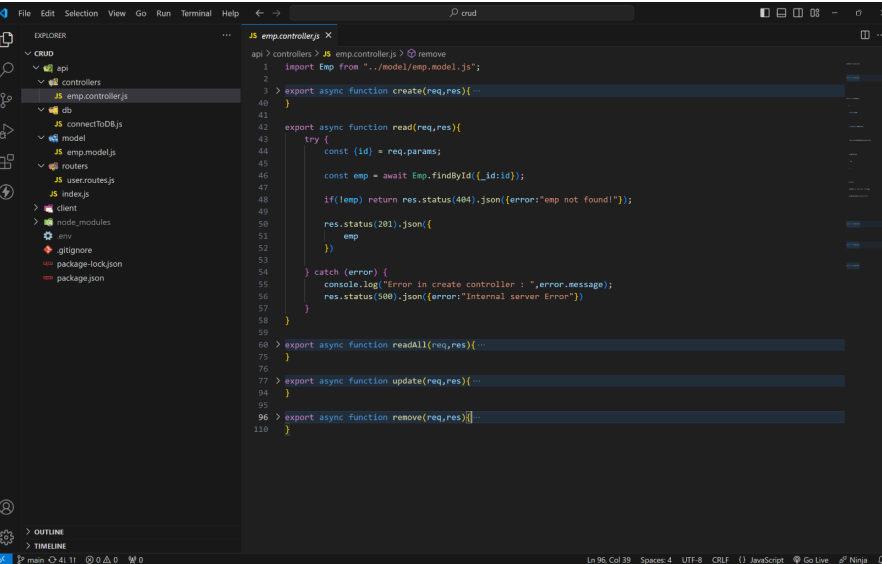 File Edit Selection View Go Run Terminal Help
crud
EXPLORER
CRUD
api
controllers
JS emp.controller.js
db
JS connectToDB.js
model
JS emp.model.js
routers
JS user.routes.js
JS index.js
client
node_modules
.env
.gitignore
package-lock.json
package.json
OUTLINE
TIMELINE
JS emp.controller.js
api > controllers > JS emp.controller.js > remove
1 import Emp from "../model/emp.model.js";
2
3 export async function create(req,res){ ...
40 }
41
42 export async function read(req,res){
43 try {
44 const {id} = req.params;
45
46 const emp = await Emp.findById({_id:id});
47
48 if(!emp) return res.status(404).json({error:"emp not found!"});
49
50 res.status(201).json({
51 emp
52 })
53
54 } catch (error) {
55 console.log("Error in create controller : ",error.message);
56 res.status(500).json({error:"Internal server Error"})
57 }
58 }
59
60 export async function readAll(req,res){ ...
75 }
76
77 export async function update(req,res){ ...
94 }
95
96 export async function remove(req,res){ ...
110 }
main 4↓ 1↑ 0 0 0 Ln 96, Col 39 Spaces: 4 UTF-8 CRLF {} JavaScript Go Live Ninja